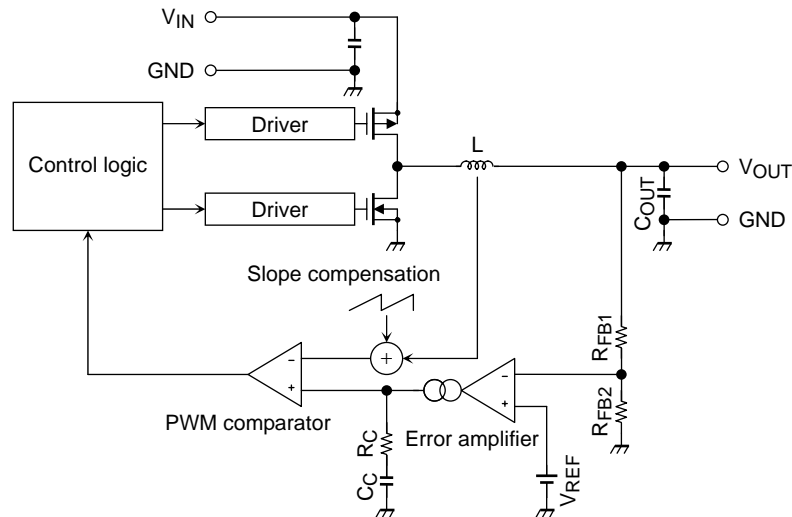 VIN
GND
Driver
Control logic
L
VOUT
COUT
Driver
GND
Slope compensation
RFB1
+
-
+
-
+
PWM comparator
Error amplifier
RFB2
RC
CC
VREF